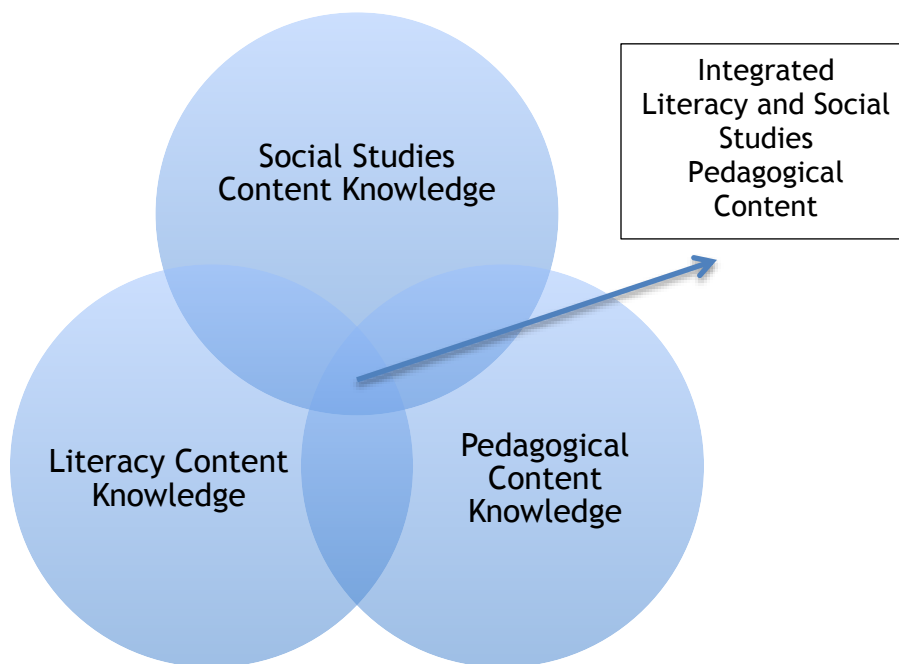 Social Studies
Content Knowledge
Integrated
Literacy and Social
Studies
Pedagogical
Content
Literacy Content
Knowledge
Pedagogical
Content
Knowledge